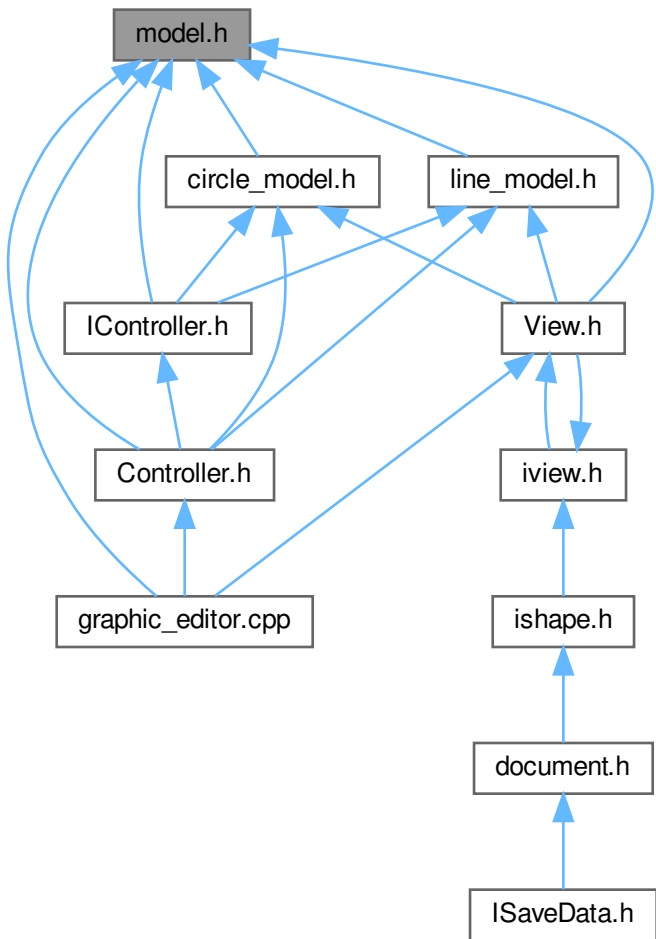 model.h
circle_model.h
line_model.h
IController.h
View.h
Controller.h
iview.h
graphic_editor.cpp
ishape.h
document.h
ISaveData.h